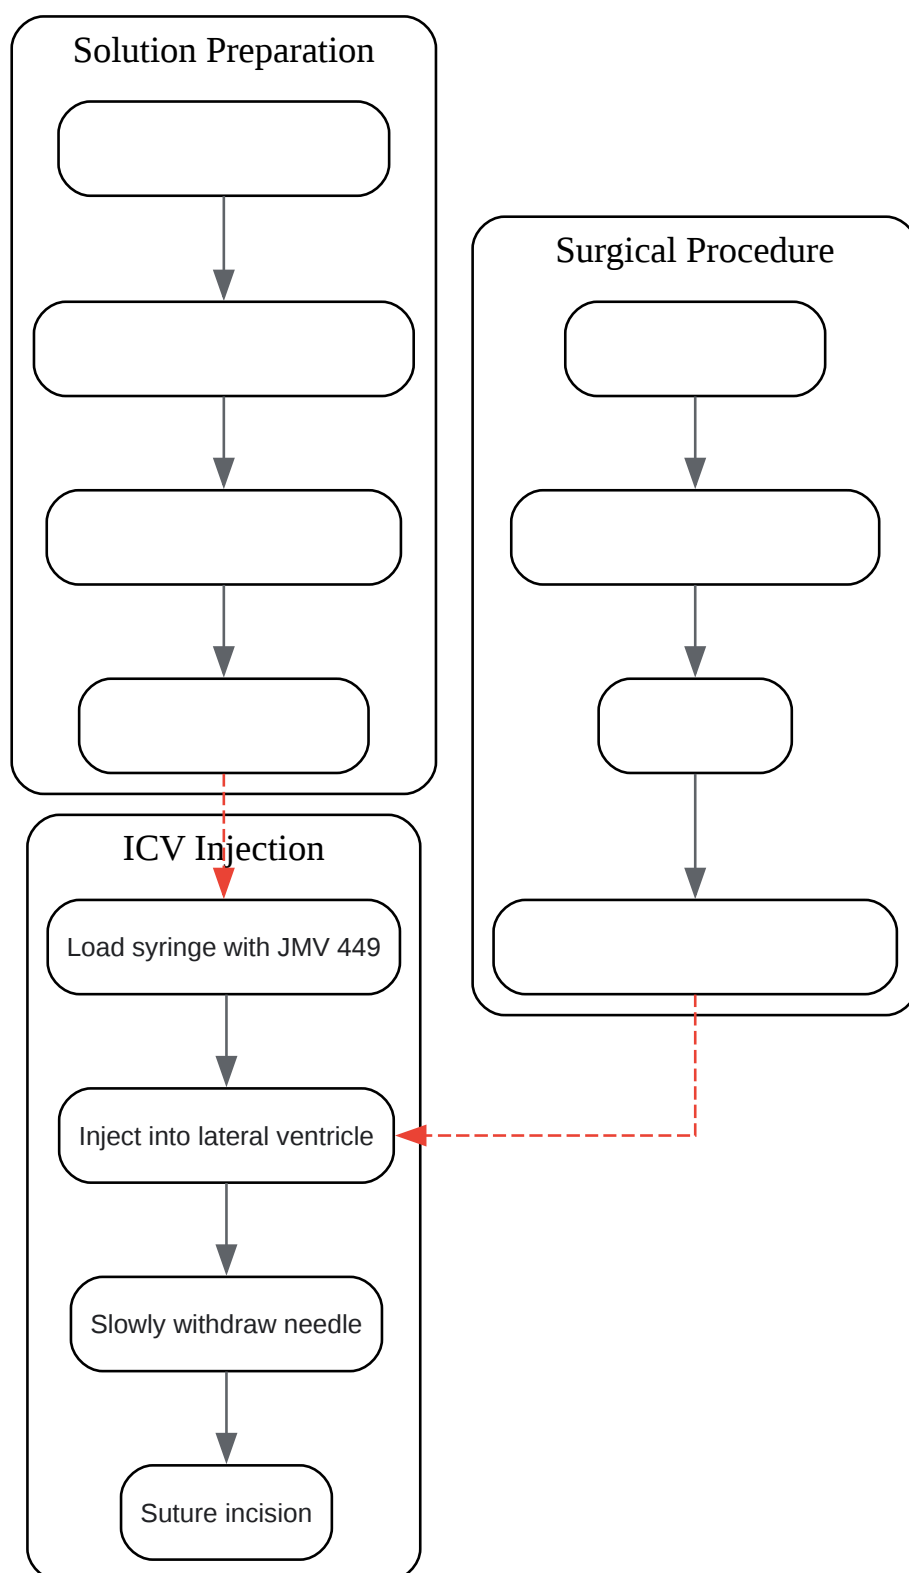 Solution Preparation
Surgical Procedure
ICV Injection
Load syringe with JMV 449
Inject into lateral ventricle
Slowly withdraw needle
Suture incision